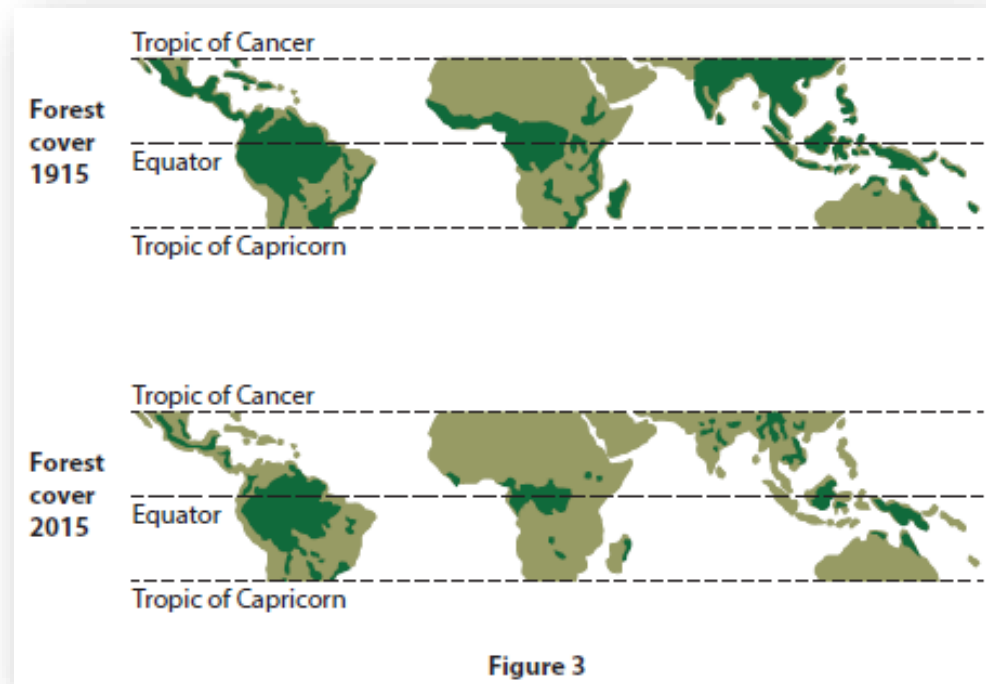 Tropic of Cancer
Forest
cover
1915
Equator
Tropic of Capricorn
Tropic of Cancer
Forest
cover
2015
Equator
Tropic of Capricorn
Figure 3